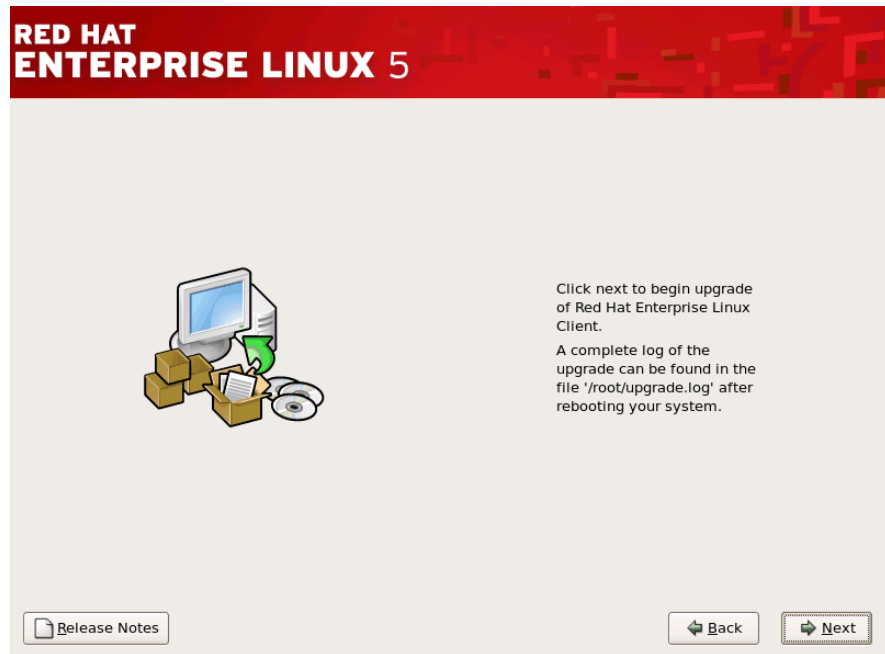 RED HAT
ENTERPRISE LINUX 5
Click next to begin upgrade
of Red Hat Enterprise Linux
Client.
A complete log of the
upgrade can be found in the
file '/root/upgrade.log' after
rebooting your system.
Release Notes
Back
Next